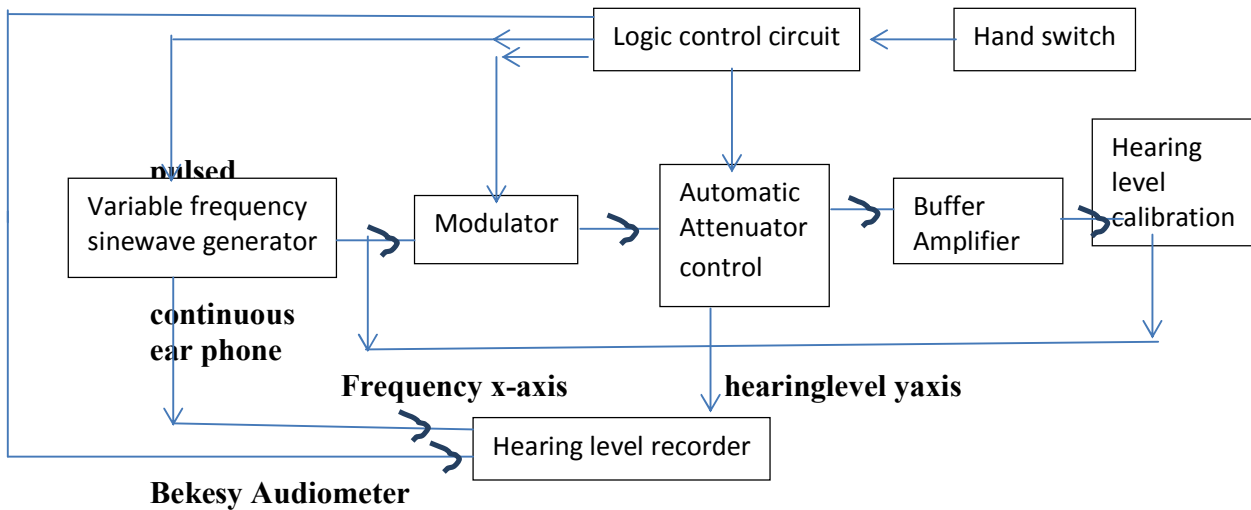 Logic control circuit
Hand switch
pulsed
Variable frequency
sinewave generator
Modulator
Automatic
Attenuator
control
Buffer
Amplifier
Hearing
level
calibration
continuous
ear phone
Frequency x-axis
hearinglevel yaxis
Hearing level recorder
Bekesy Audiometer